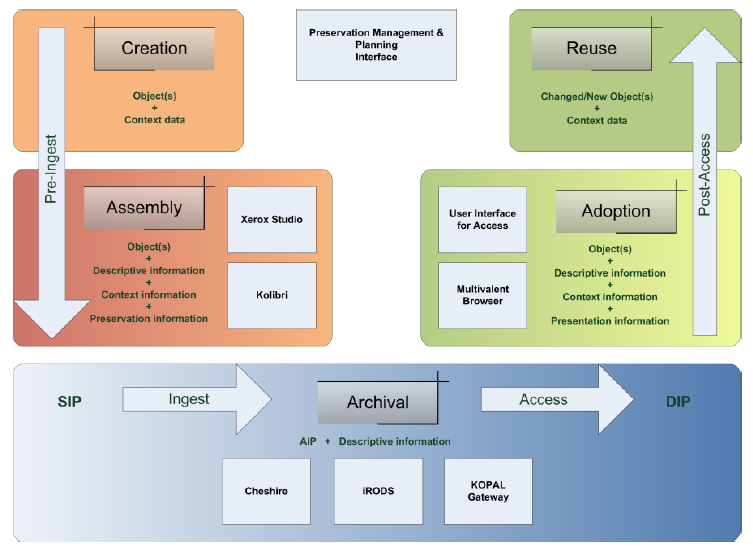 Creation
Object(s)
+
Context data
Preservation Management &
Planning
Interface
Reuse
Changed/New Object(s)
+
Context data
Pre-Ingest
Post-Access
Assembly
Object(s)
+
Descriptive information
+
Context information
+
Preservation information
Xerox Studio
Kolibri
User Interface
for Access
Multivalent
Browser
Adoption
Object(s)
+
Descriptive information
+
Context information
+
Presentation information
SIP
Ingest
Archival
Access
DIP
AIP + Descriptive information
Cheshire
iRODS
KOPAL
Gateway